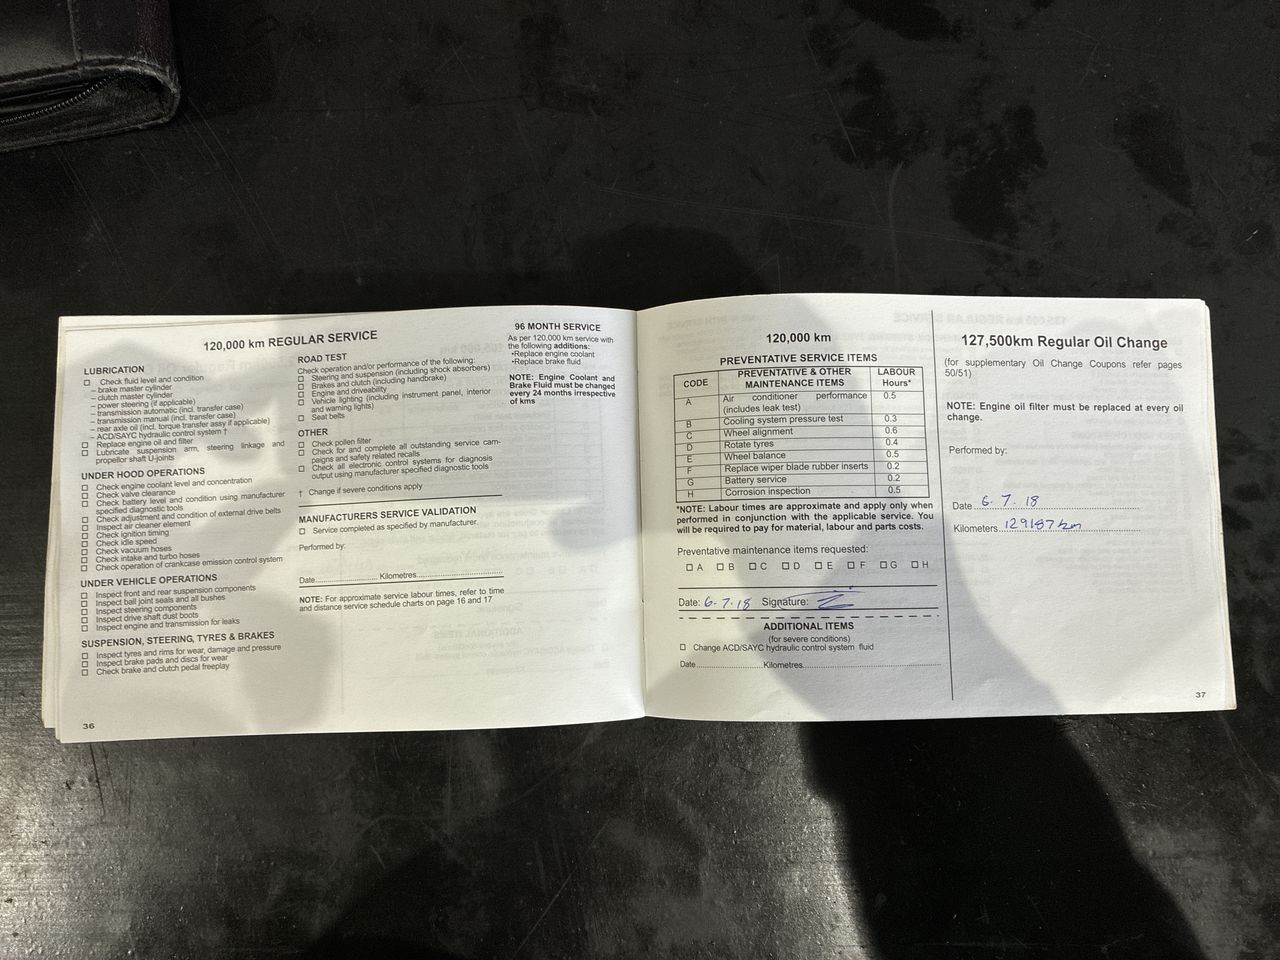 120,000 km REGULAR SERVICE
LUBRICATION
Check fluid level and condition
– brake master cylinder
– clutch master cylinder
– power steering (if applicable)
– transmission automatic (incl. transfer case)
– transmission manual (incl. transfer case)
– rear axle oil (incl. torque transfer assy if applicable)
– ACD/SAYC hydraulic control system †
Replace engine oil and filter
Lubricate suspension arm, steering linkage and
propellor shaft U-joints
UNDER HOOD OPERATIONS
Check engine coolant level and concentration
Check valve clearance
Check battery level and condition using manufacturer
specified diagnostic tools
Check adjustment and condition of external drive belts
Inspect air cleaner element
Check ignition timing
Check idle speed
Check vacuum hoses
Check intake and turbo hoses
Check operation of crankcase emission control system
UNDER VEHICLE OPERATIONS
Inspect front and rear suspension components
Inspect ball joint seals and all bushes
Inspect steering components
Inspect drive shaft dust boots
Inspect engine and transmission for leaks
SUSPENSION, STEERING, TYRES & BRAKES
Inspect tyres and rims for wear, damage and pressure
Inspect brake pads and discs for wear
Check brake and clutch pedal freeplay
36
ROAD TEST
Check operation and/or performance of the following:
Steering and suspension (including shock absorbers)
Brakes and clutch (including handbrake)
Engine and driveability
Vehicle lighting (including instrument panel, interior
and warning lights)
Seat belts
OTHER
Check pollen filter
Check for and complete all outstanding service cam-
paigns and safety related recalls
Check all electronic control systems for diagnosis
output using manufacturer specified diagnostic tools
† Change if severe conditions apply
MANUFACTURERS SERVICE VALIDATION
Service completed as specified by manufacturer.
Performed by:
Date.................... Kilometres............................
NOTE: For approximate service labour times, refer to time
and distance service schedule charts on page 16 and 17
96 MONTH SERVICE
As per 120,000 km service with
the following additions:
•Replace engine coolant
•Replace brake fluid
NOTE: Engine Coolant and
Brake Fluid must be changed
every 24 months irrespective
of kms
120,000 km
PREVENTATIVE SERVICE ITEMS
CODE PREVENTATIVE & OTHER MAINTENANCE ITEMS LABOUR Hours*
A Air conditioner performance (includes leak test) 0.5
B Cooling system pressure test 0.3
C Wheel alignment 0.6
D Rotate tyres 0.4
E Wheel balance 0.5
F Replace wiper blade rubber inserts 0.2
G Battery service 0.2
H Corrosion inspection 0.5
*NOTE: Labour times are approximate and apply only when
performed in conjunction with the applicable service. You
will be required to pay for material, labour and parts costs.
Preventative maintenance items requested:
A B C D E F G H
Date: 6.7.18 Signature:
ADDITIONAL ITEMS
(for severe conditions)
Change ACD/SAYC hydraulic control system fluid
Date......................Kilometres..............................................
127,500km Regular Oil Change
(for supplementary Oil Change Coupons refer pages
50/51)
NOTE: Engine oil filter must be replaced at every oil
change.
Performed by:
Date 6.7.18
Kilometers 129187km
37